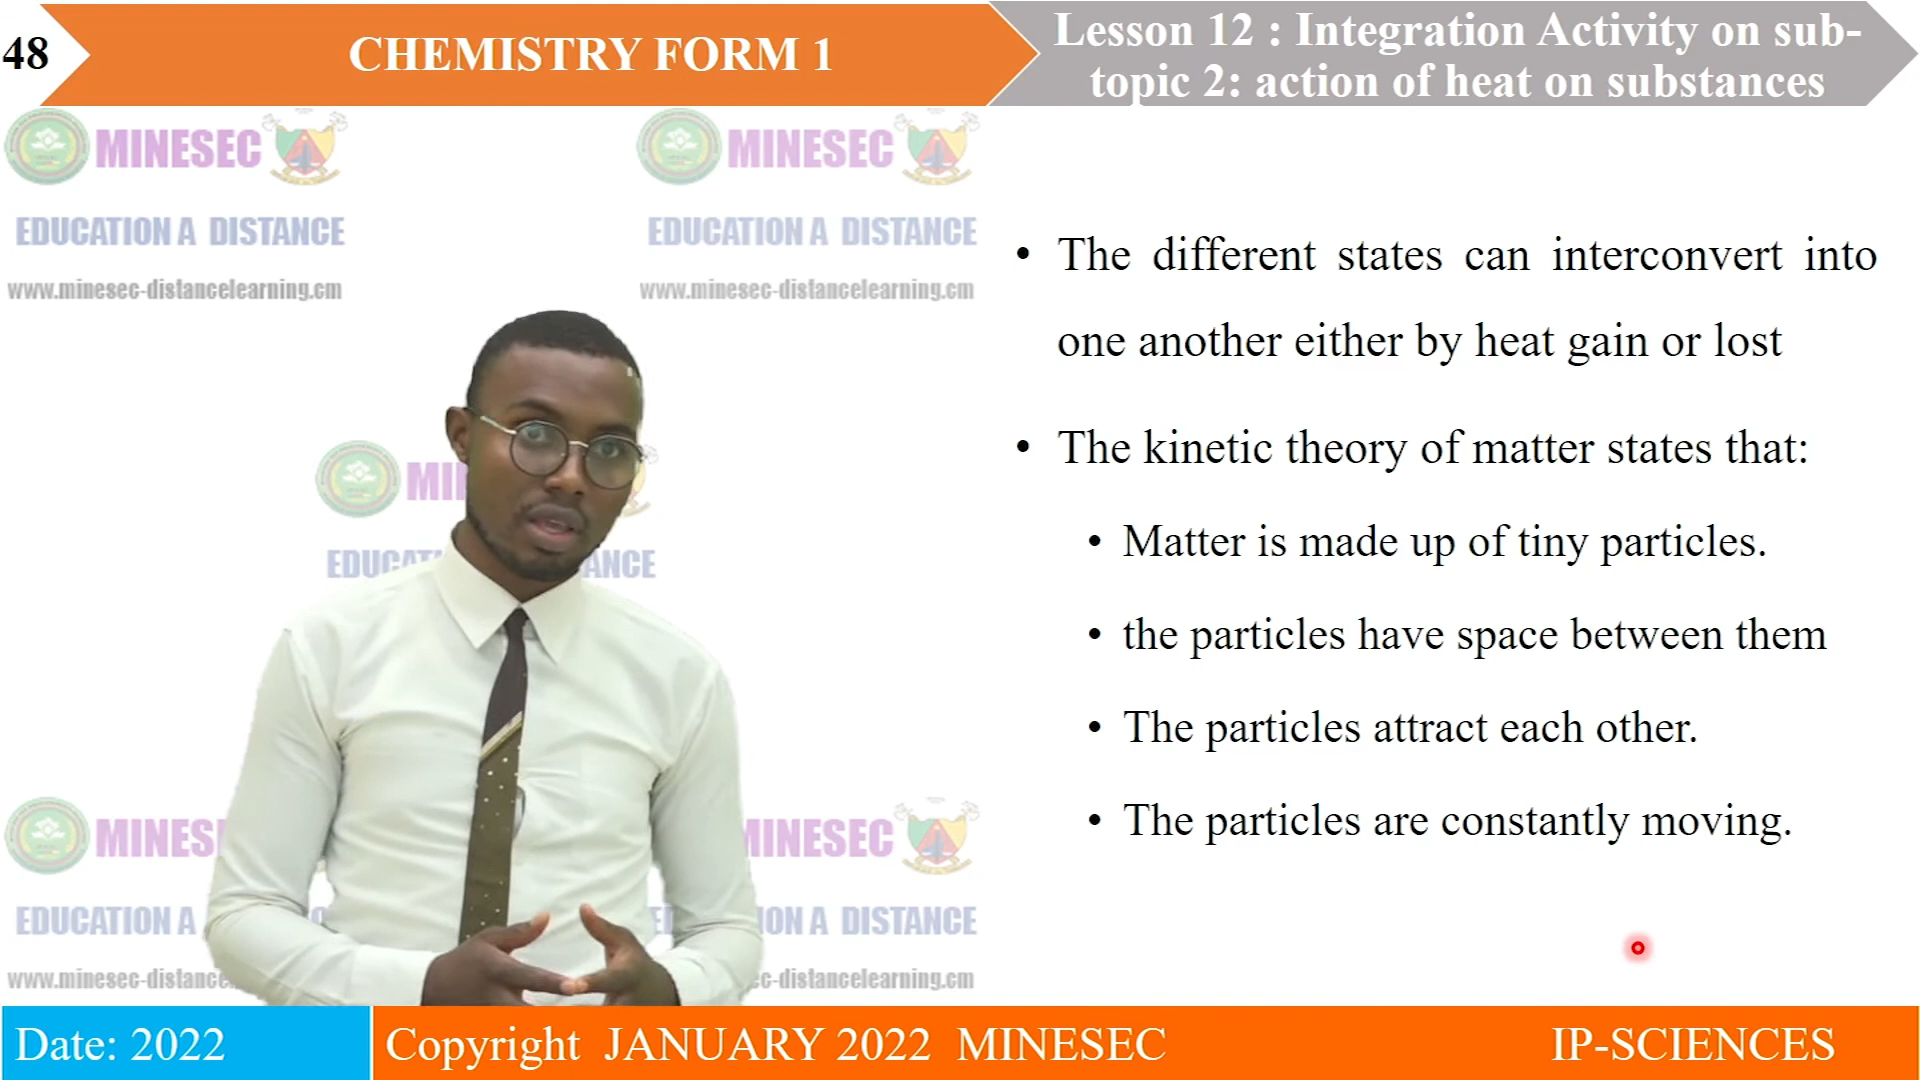 48
CHEMISTRY FORM 1
Lesson 12 : Integration Activity on sub-
topic 2: action of heat on substances
MINESEC
MINESEC
EDUCATION A DISTANCE
EDUCATION A DISTANCE
www.minesec-distancelearning.cm
www.minesec-distancelearning.cm
• The different states can interconvert into
one another either by heat gain or lost
• The kinetic theory of matter states that:
• Matter is made up of tiny particles.
• the particles have space between them
• The particles attract each other.
• The particles are constantly moving.
MINESEC
EDUCATION A DISTANCE
Date: 2022
Copyright JANUARY 2022 MINESEC
IP-SCIENCES